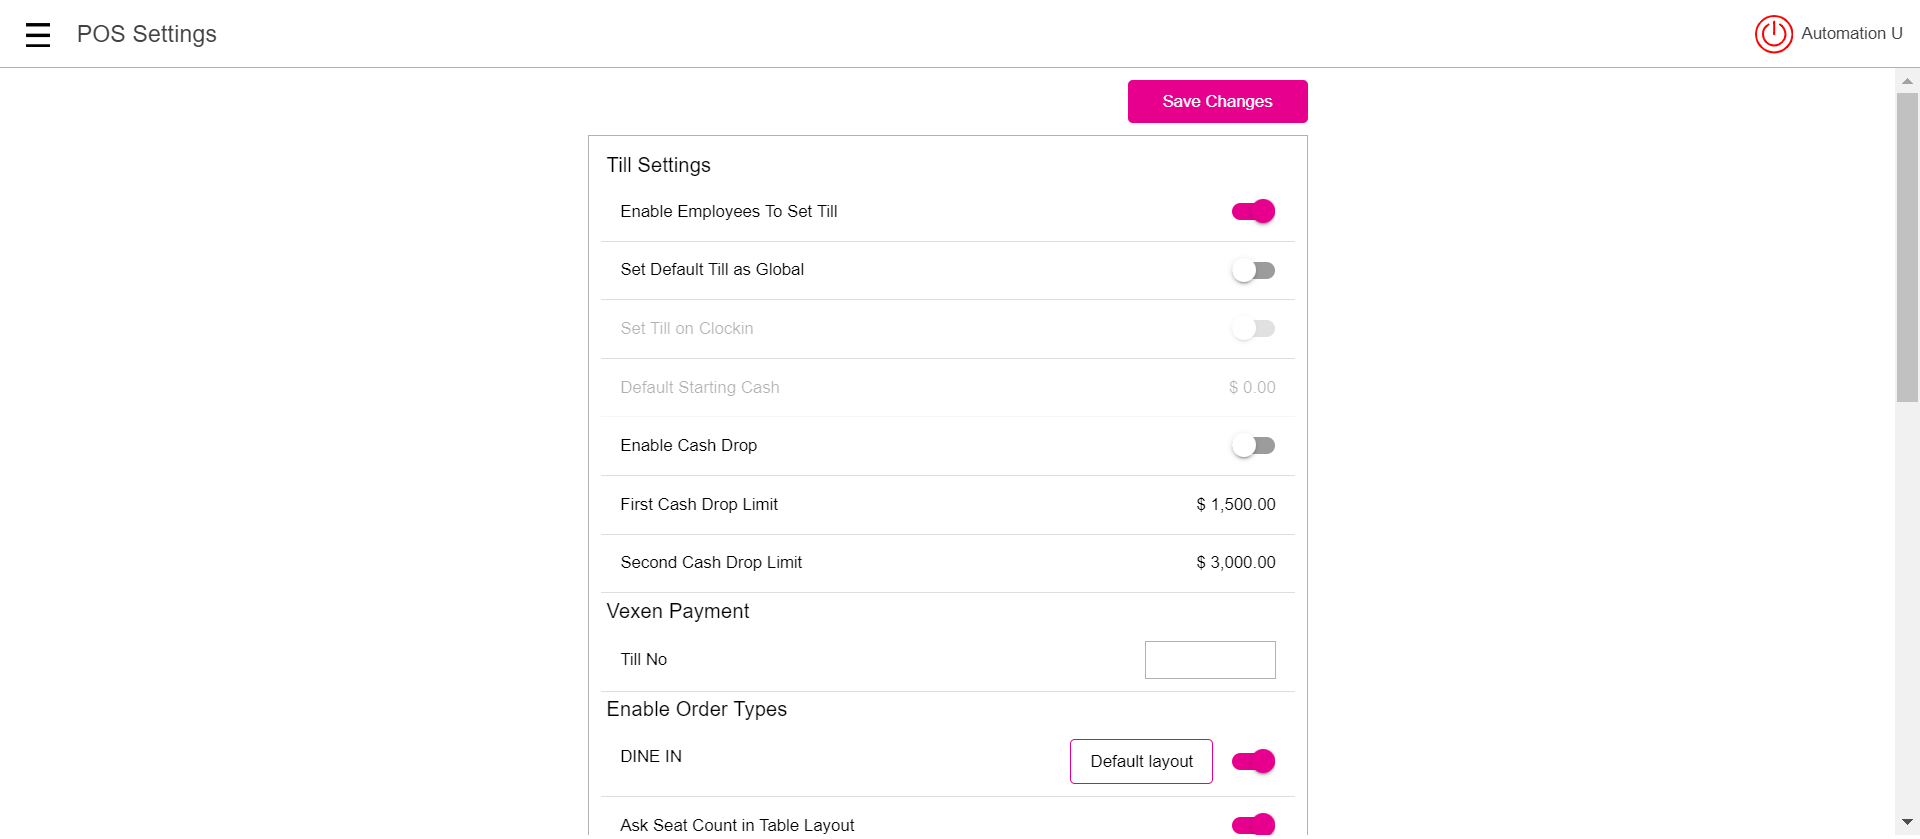 POS Settings
Automation U
Save Changes
Till Settings
Enable Employees To Set Till
Set Default Till as Global
Set Till on Clockin
Default Starting Cash $ 0.00
Enable Cash Drop
First Cash Drop Limit $ 1,500.00
Second Cash Drop Limit $ 3,000.00
Vexen Payment
Till No
Enable Order Types
DINE IN Default layout
Ask Seat Count in Table Layout